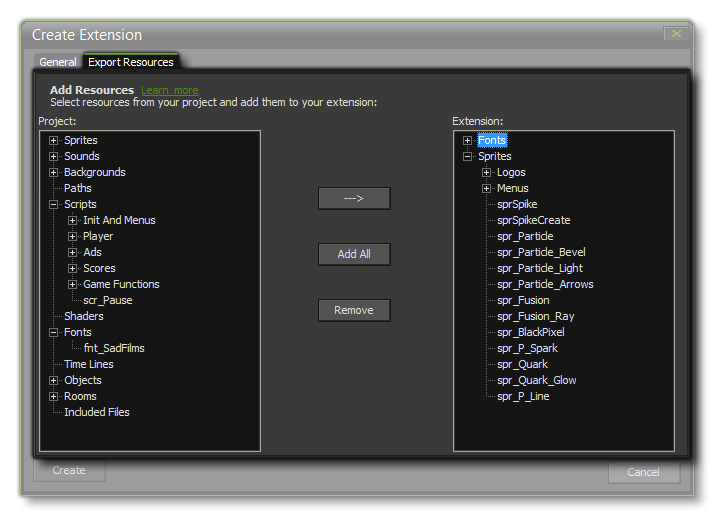 Create Extension
General
Export Resources
Add Resources Learn more
Select resources from your project and add them to your extension:
Project:
Sprites
Sounds
Backgrounds
Paths
Scripts
Init And Menus
Player
Ads
Scores
Game Functions
scr_Pause
Shaders
Fonts
fnt_SadFilms
Time Lines
Objects
Rooms
Included Files
--->
Add All
Remove
Extension:
Fonts
Sprites
Logos
Menus
sprSpike
sprSpikeCreate
spr_Particle
spr_Particle_Bevel
spr_Particle_Light
spr_Particle_Arrows
spr_Fusion
spr_Fusion_Ray
spr_BlackPixel
spr_P_Spark
spr_Quark
spr_Quark_Glow
spr_P_Line
Create
Cancel